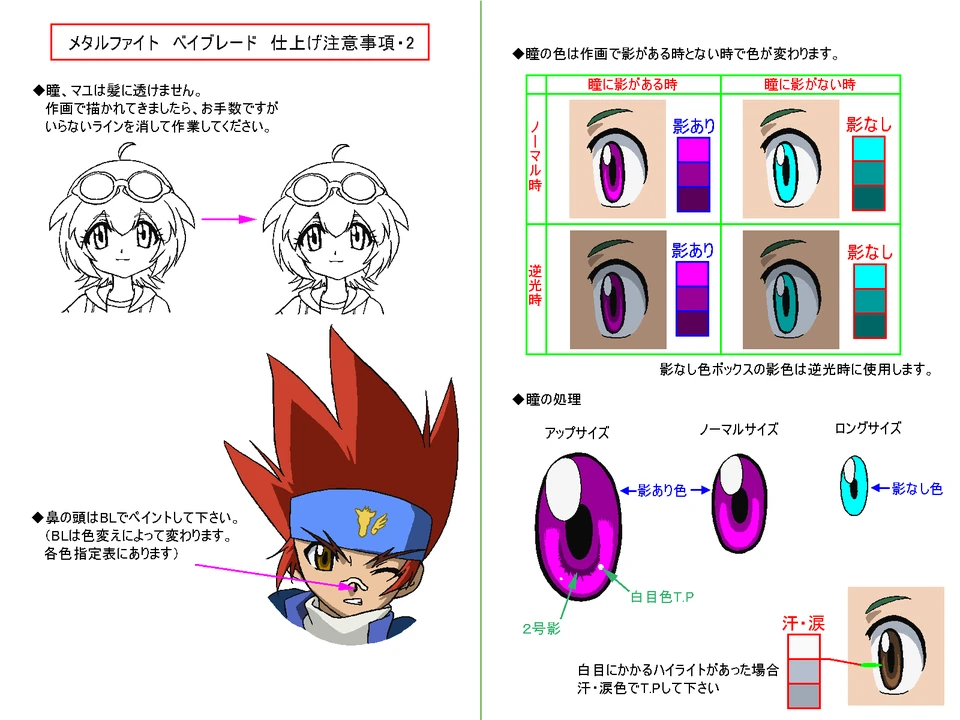 メタルファイト ベイブレード 仕上げ注意事項・2
◆瞳、マユは髪に透けません。
作画で描かれてきましたら、お手数ですが
いらないラインを消して作業してください。
◆鼻の頭はBLでペイントして下さい。
(BLは色変えによって変わります。
各色指定表にあります)
◆瞳の色は作画で影がある時とない時で色が変わります。
瞳に影がある時
瞳に影がない時
ノーマル時
影あり
影なし
逆光時
影あり
影なし
影なし色ボックスの影色は逆光時に使用します。
◆瞳の処理
アップサイズ
ノーマルサイズ
ロングサイズ
影あり色
影なし色
白目色T.P
2号影
汗・涙
白目にかかるハイライトがあった場合
汗・涙色でT.Pして下さい